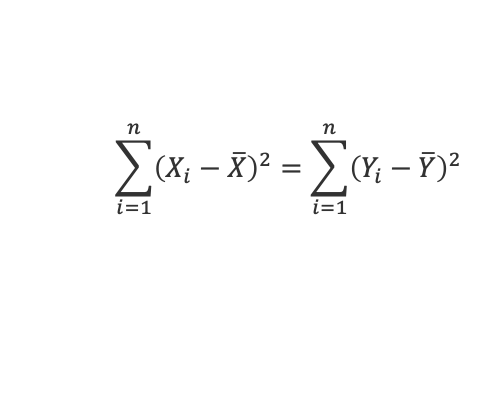 ∑_{i=1}^{n} (X_i − X̄)² = ∑_{i=1}^{n} (Y_i − Ȳ)²